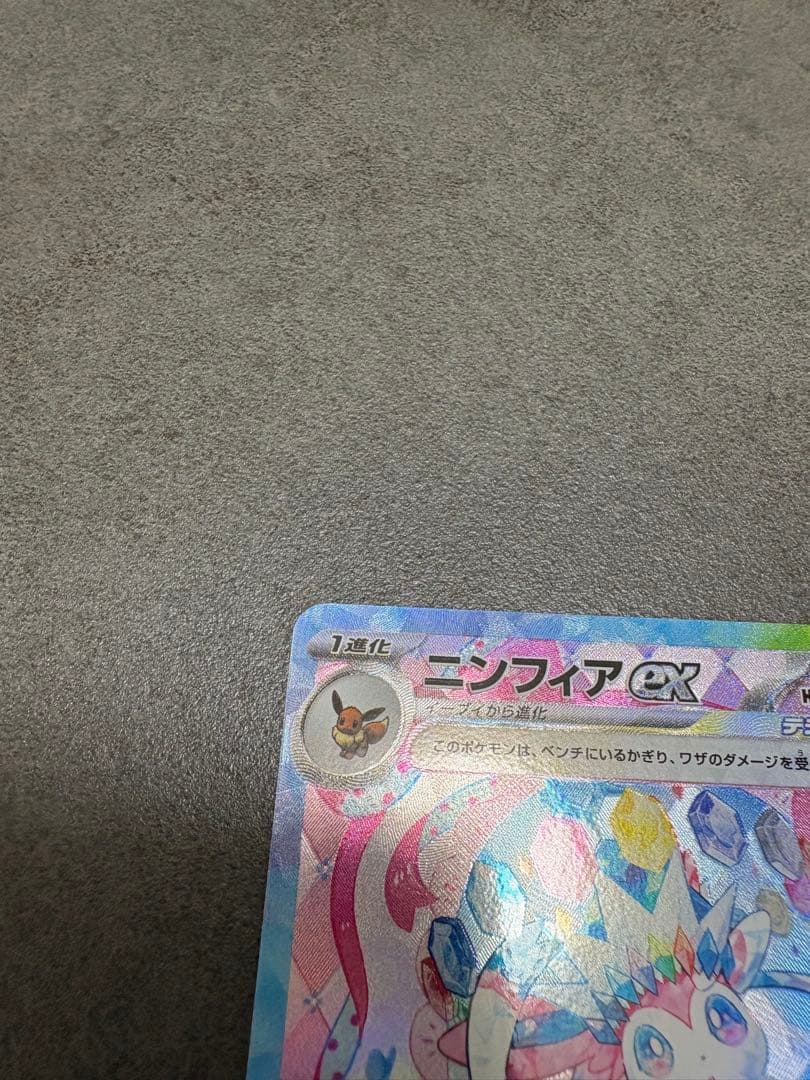 1進化
ニンフィアex
イーブイから進化
このポケモンは、ベンチにいるかぎり、ワザのダメージを受